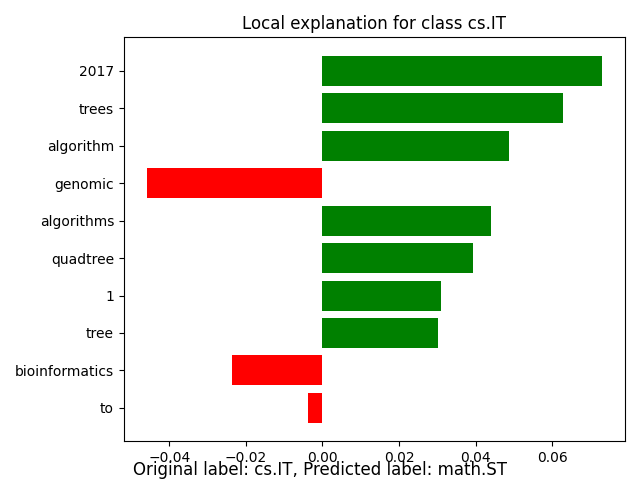 Local explanation for class cs.IT
2017
trees
algorithm
genomic
algorithms
quadtree
1
tree
bioinformatics
to
−0.04 −0.02 0.00 0.02 0.04 0.06
Original label: cs.IT, Predicted label: math.ST